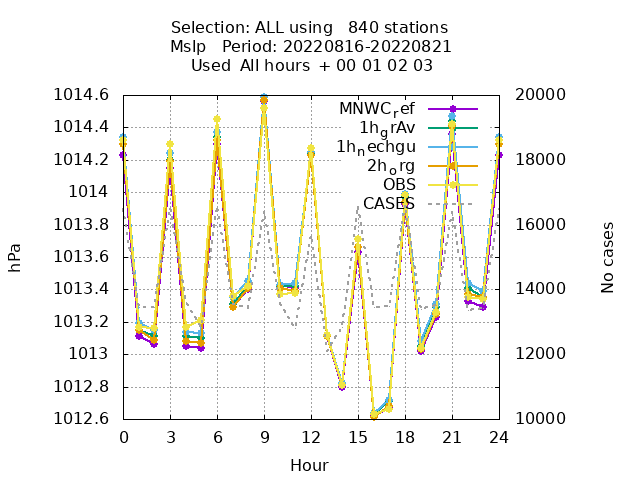 Selection: ALL using   840 stations
Mslp   Period: 20220816-20220821
Used  All hours  + 00 01 02 03
1014.6
1014.4
1014.2
1014
1013.8
1013.6
1013.4
1013.2
1013
1012.8
1012.6
hPa
MNWC_ref
1h_grAv
1h_nechgu
2h_org
OBS
CASES
20000
18000
16000
14000
12000
10000
No cases
0 3 6 9 12 15 18 21 24
Hour